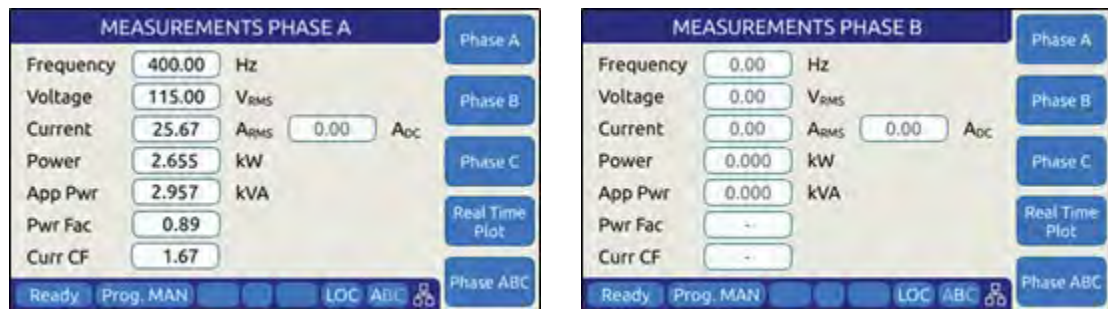 MEASUREMENTS PHASE A
Frequency 400.00 Hz
Voltage 115.00 VRMS
Current 25.67 ARMS 0.00 ADC
Power 2.655 kW
App Pwr 2.957 kVA
Pwr Fac 0.89
Curr CF 1.67
Ready Prog. MAN LOC ABC
Phase A
Phase B
Phase C
Real Time
Plot
Phase ABC
MEASUREMENTS PHASE B
Frequency 0.00 Hz
Voltage 0.00 VRMS
Current 0.00 ARMS 0.00 ADC
Power 0.000 kW
App Pwr 0.000 kVA
Pwr Fac -
Curr CF -
Ready Prog. MAN LOC ABC
Phase A
Phase B
Phase C
Real Time
Plot
Phase ABC